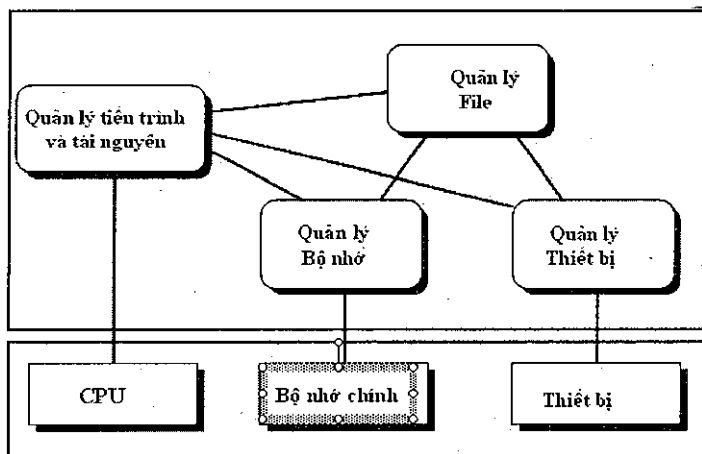 Quản lý
File
Quản lý tiến trình
và tài nguyên
Quản lý
Bộ nhớ
Quản lý
Thiết bị
CPU
Bộ nhớ chính
Thiết bị